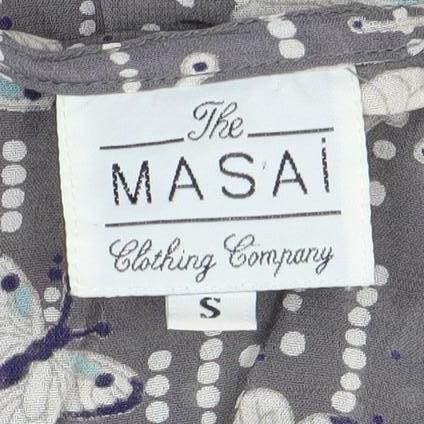 The
MASAI
Clothing Company
S